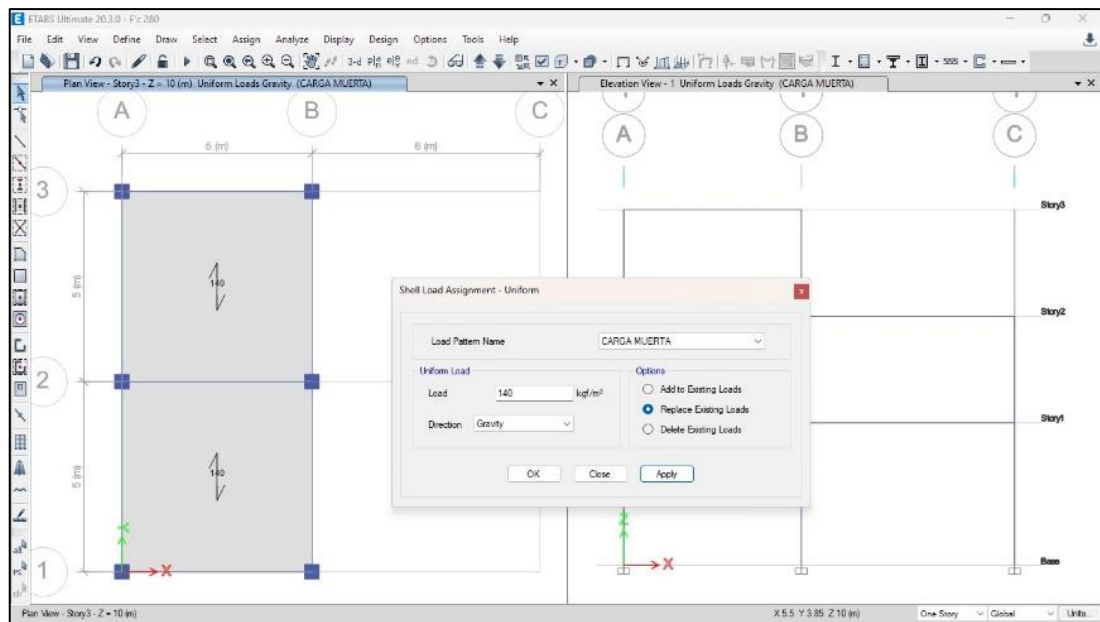 ETABS Ultimate 20.3.0 - F'c 280
File Edit View Define Draw Select Assign Analyze Display Design Options Tools Help
Plan View - Story3 - Z = 10 (m) Uniform Loads Gravity (CARGA MUERTA)
Elevation View - 1 Uniform Loads Gravity (CARGA MUERTA)
A B C
5 (m) 6 (m)
3
5 (m)
140
2
5 (m)
140
1
X
A B C
Story3
Story2
Story1
Base
X
Shell Load Assignment - Uniform
Load Pattern Name CARGA MUERTA
Uniform Load
Load 140 kgf/m²
Direction Gravity
Options
Add to Existing Loads
Replace Existing Loads
Delete Existing Loads
OK Close Apply
Plan View - Story3 - Z = 10 (m)
X 5.5 Y 3.85 Z 10 (m)
One Story Global Units...